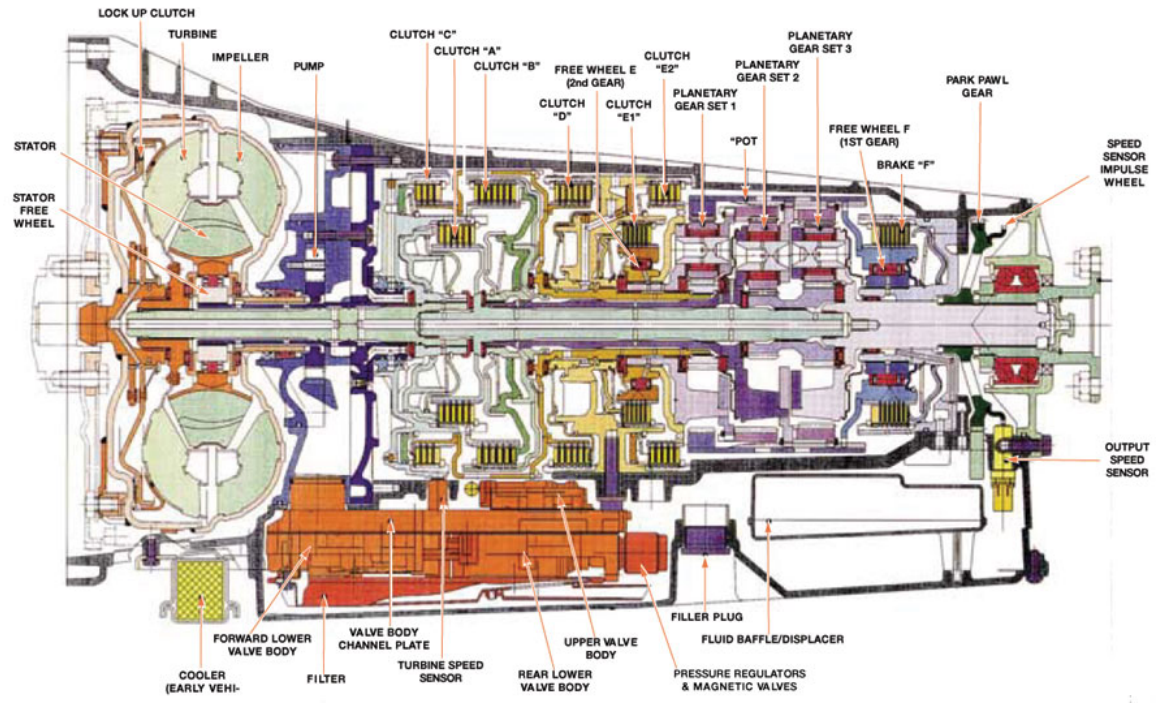 LOCK UP CLUTCH
TURBINE
IMPELLER
PUMP
CLUTCH “C”
CLUTCH “A”
CLUTCH “B”
FREE WHEEL E
(2nd GEAR)
CLUTCH
“D”
CLUTCH
“E1”
CLUTCH
“E2”
PLANETARY
GEAR SET 1
PLANETARY
GEAR SET 2
PLANETARY
GEAR SET 3
“POT
FREE WHEEL F
(1ST GEAR)
BRAKE “F”
PARK PAWL
GEAR
SPEED
SENSOR
IMPULSE
WHEEL
STATOR
STATOR
FREE
WHEEL
OUTPUT
SPEED
SENSOR
COOLER
(EARLY VEHI-
FORWARD LOWER
VALVE BODY
FILTER
VALVE BODY
CHANNEL PLATE
TURBINE SPEED
SENSOR
REAR LOWER
VALVE BODY
UPPER VALVE
BODY
PRESSURE REGULATORS
& MAGNETIC VALVES
FILLER PLUG
FLUID BAFFLE/DISPLACER